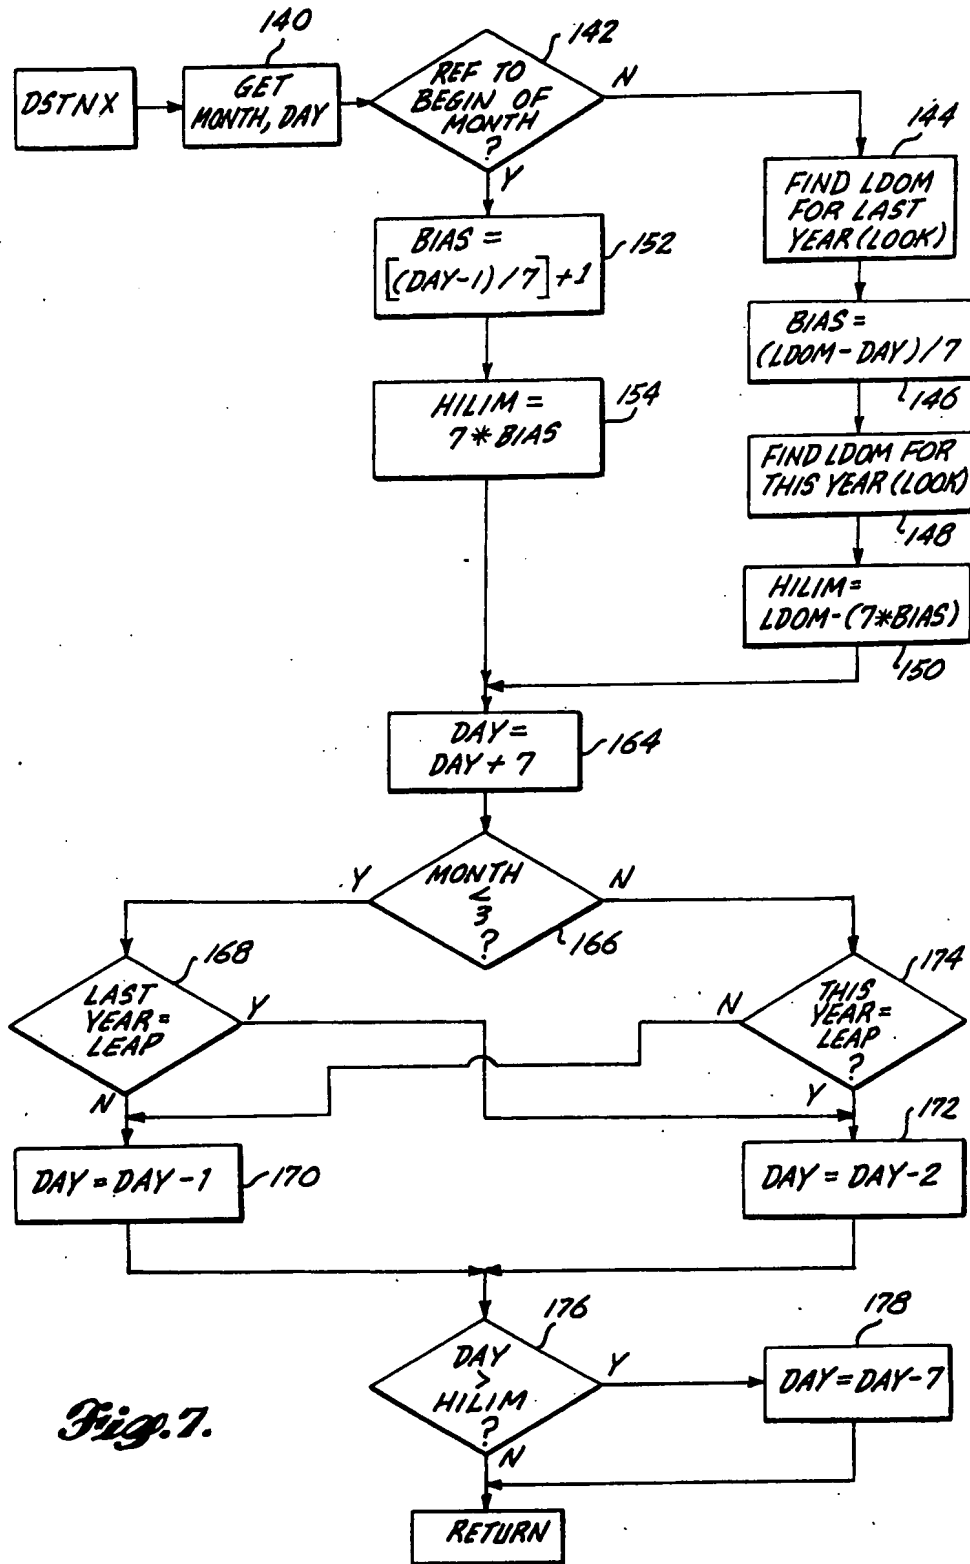 140
DSTNX
GET
MONTH, DAY
142
REF TO
BEGIN OF
MONTH
?
N
Y
144
FIND LDOM
FOR LAST
YEAR (LOOK)
BIAS =
[(DAY-1)/7]+1
152
BIAS =
(LDOM-DAY)/7
146
HILIM =
7*BIAS
154
FIND LDOM FOR
THIS YEAR (LOOK)
148
HILIM =
LDOM-(7*BIAS)
150
DAY =
DAY + 7
164
MONTH
≤
3
?
Y
N
166
168
LAST
YEAR =
LEAP
Y
N
174
THIS
YEAR =
LEAP
?
N
Y
DAY = DAY-1
170
172
DAY = DAY-2
176
DAY
>
HILIM
?
Y
N
178
DAY = DAY-7
Fig. 7.
RETURN